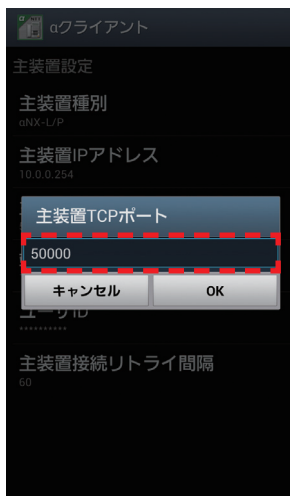 αクライアント
主装置設定
主装置種別
αNX-L/P
主装置IPアドレス
10.0.0.254
主装置TCPポート
50000
キャンセル
OK
ユーザID
**********
主装置接続リトライ間隔
60